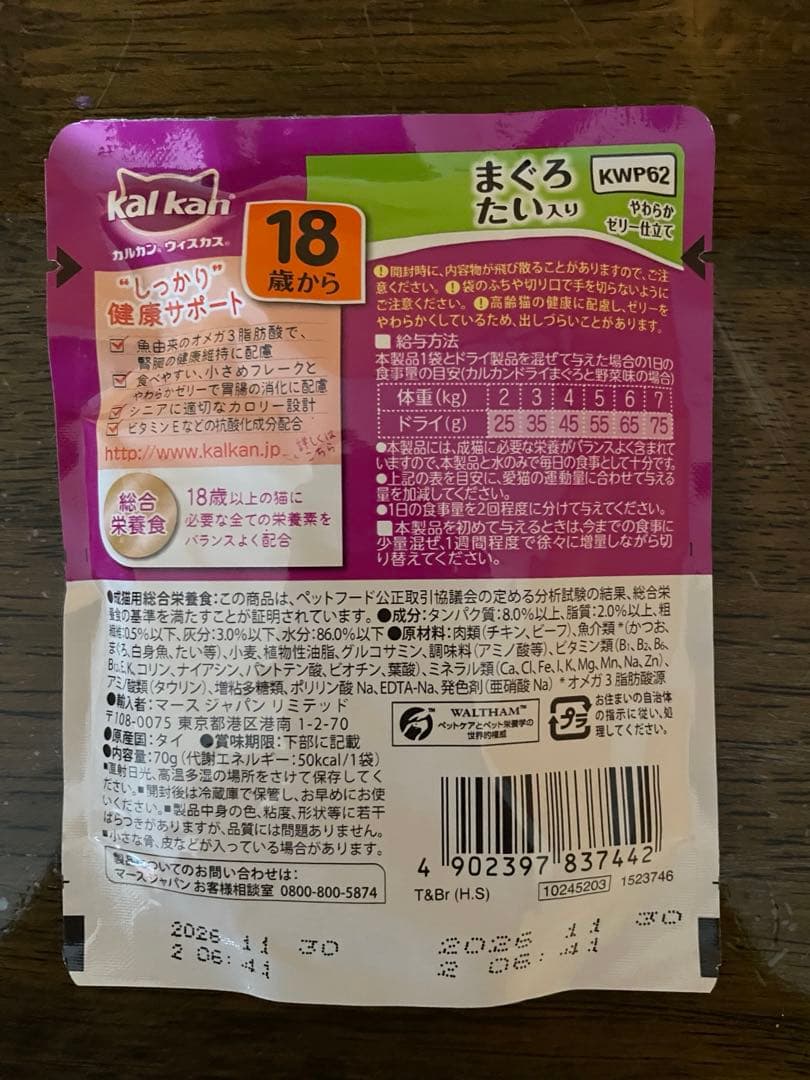 kal kan
カルカン® ウィスカス®
18
歳から
まぐろ
たい入り
KWP62
やわらか
ゼリー仕立て
"しっかり"
健康サポート
魚由来のオメガ3脂肪酸で、
腎臓の健康維持に配慮
食べやすい、小さめフレークと
やわらかゼリーで胃腸の消化に配慮
シニアに適切なカロリー設計
ビタミンEなどの抗酸化成分配合
http://www.kalkan.jp
詳しくは
こちら
総合
栄養食
18歳以上の猫に
必要な全ての栄養素を
バランスよく配合
!開封時に、内容物が飛び散ることがありますので、ご注
意ください。!袋のふちや切り口で手を切らないように
ご注意ください。!高齢猫の健康に配慮し、ゼリーを
やわらかくしているため、出しづらいことがあります。
■給与方法
本製品1袋とドライ製品を混ぜて与えた場合の1日の
食事量の目安(カルカンドライまぐろと野菜味の場合)
体重(kg) 2 3 4 5 6 7
ドライ(g) 25 35 45 55 65 75
●本製品には、成猫に必要な栄養がバランスよく含まれて
いますので、本製品と水のみで毎日の食事として十分です。
●上記の表を目安に、愛猫の運動量に合わせて与える
量を加減してください。
●1日の食事量を2回程度に分けて与えてください。
■本製品を初めて与えるときは、今までの食事に
少量混ぜ、1週間程度で徐々に増量しながら切
り替えてください。
●成猫用総合栄養食:この商品は、ペットフード公正取引協議会の定める分析試験の結果、総合栄
養食の基準を満たすことが証明されています。●成分:タンパク質:8.0%以上、脂質:2.0%以上、粗
繊維:0.5%以下、灰分:3.0%以下、水分:86.0%以下 ●原材料:肉類(チキン、ビーフ)、魚介類*(かつお、
まぐろ、白身魚、たい等)、小麦、植物性油脂、グルコサミン、調味料(アミノ酸等)、ビタミン類(B₁、B₂、B₆、
B₁₂、E、K、コリン、ナイアシン、パントテン酸、ビオチン、葉酸)、ミネラル類(Ca、Cl、Fe、I、K、Mg、Mn、Na、Zn)、
アミノ酸類(タウリン)、増粘多糖類、ポリリン酸Na、EDTA-Na、発色剤(亜硝酸Na) *オメガ3脂肪酸源
●輸入者:マース ジャパン リミテッド
〒108-0075 東京都港区港南 1-2-70
●原産国:タイ ●賞味期限:下部に記載
●内容量:70g(代謝エネルギー:50kcal/1袋)
■直射日光、高温多湿の場所をさけて保存してく
ださい。■開封後は冷蔵庫で保管し、お早めにお使
いください。■製品中身の色、粘度、形状等に若干
ばらつきがありますが、品質には問題ありません。
■小さな骨、皮などが入っている場合があります。
製品についてのお問い合わせは:
マースジャパン お客様相談室 0800-800-5874
WALTHAM™
ペットケアとペット栄養学の
世界的権威
プラ
お住まいの自治体
の指示に従い、処
理してください。
4 902397 837442
T&Br (H.S)
10245203
1523746
2026 11 30
2 06:41
2026 11 30
2 06:41